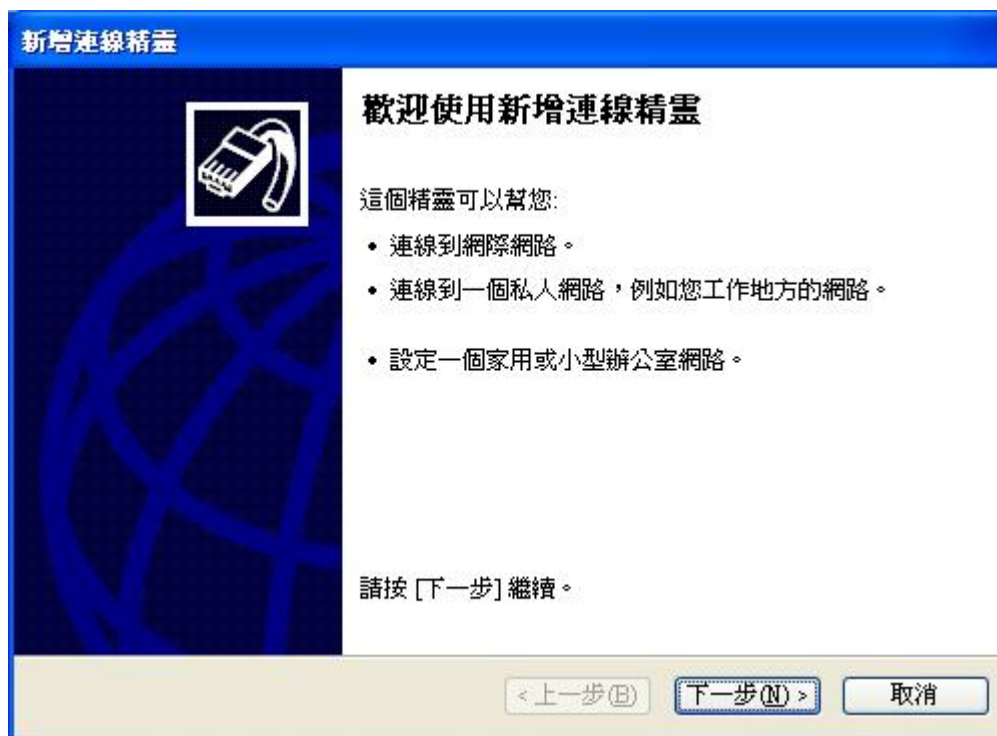 新增連線精靈
歡迎使用新增連線精靈
這個精靈可以幫您:
• 連線到網際網路。
• 連線到一個私人網路，例如您工作地方的網路。
• 設定一個家用或小型辦公室網路。
請按 [下一步] 繼續。
< 上一步(B) 下一步(N) > 取消